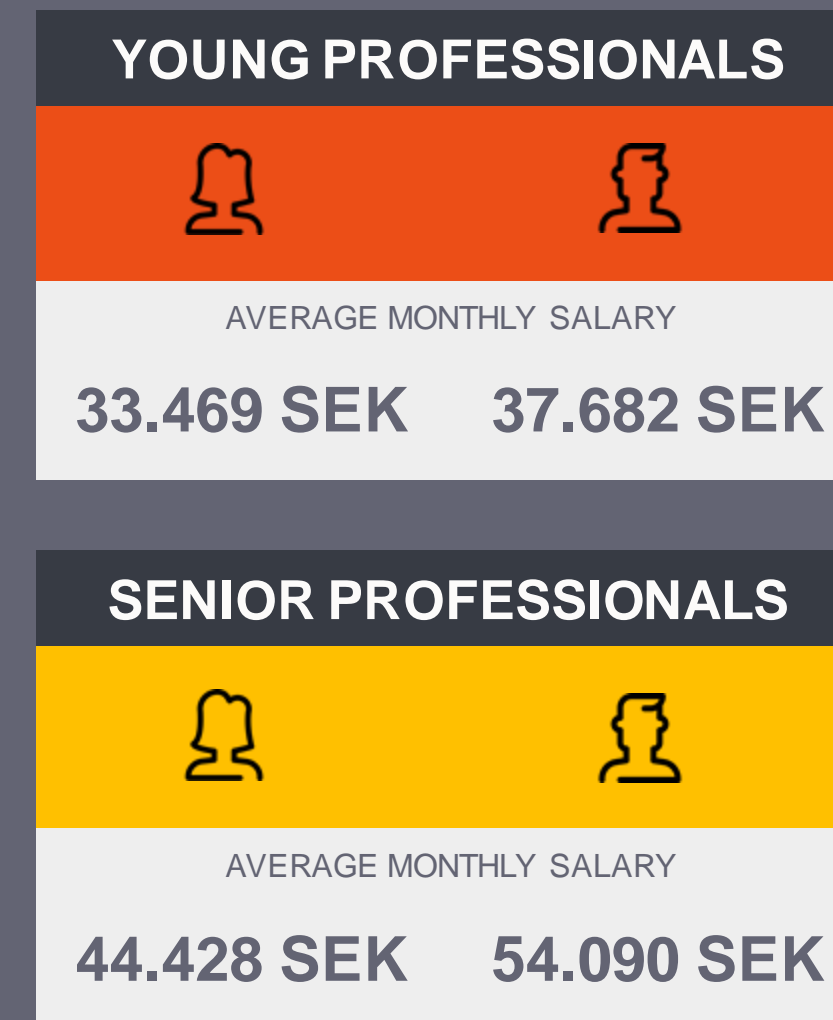 YOUNG PROFESSIONALS
AVERAGE MONTHLY SALARY
33.469 SEK 37.682 SEK
SENIOR PROFESSIONALS
AVERAGE MONTHLY SALARY
44.428 SEK 54.090 SEK